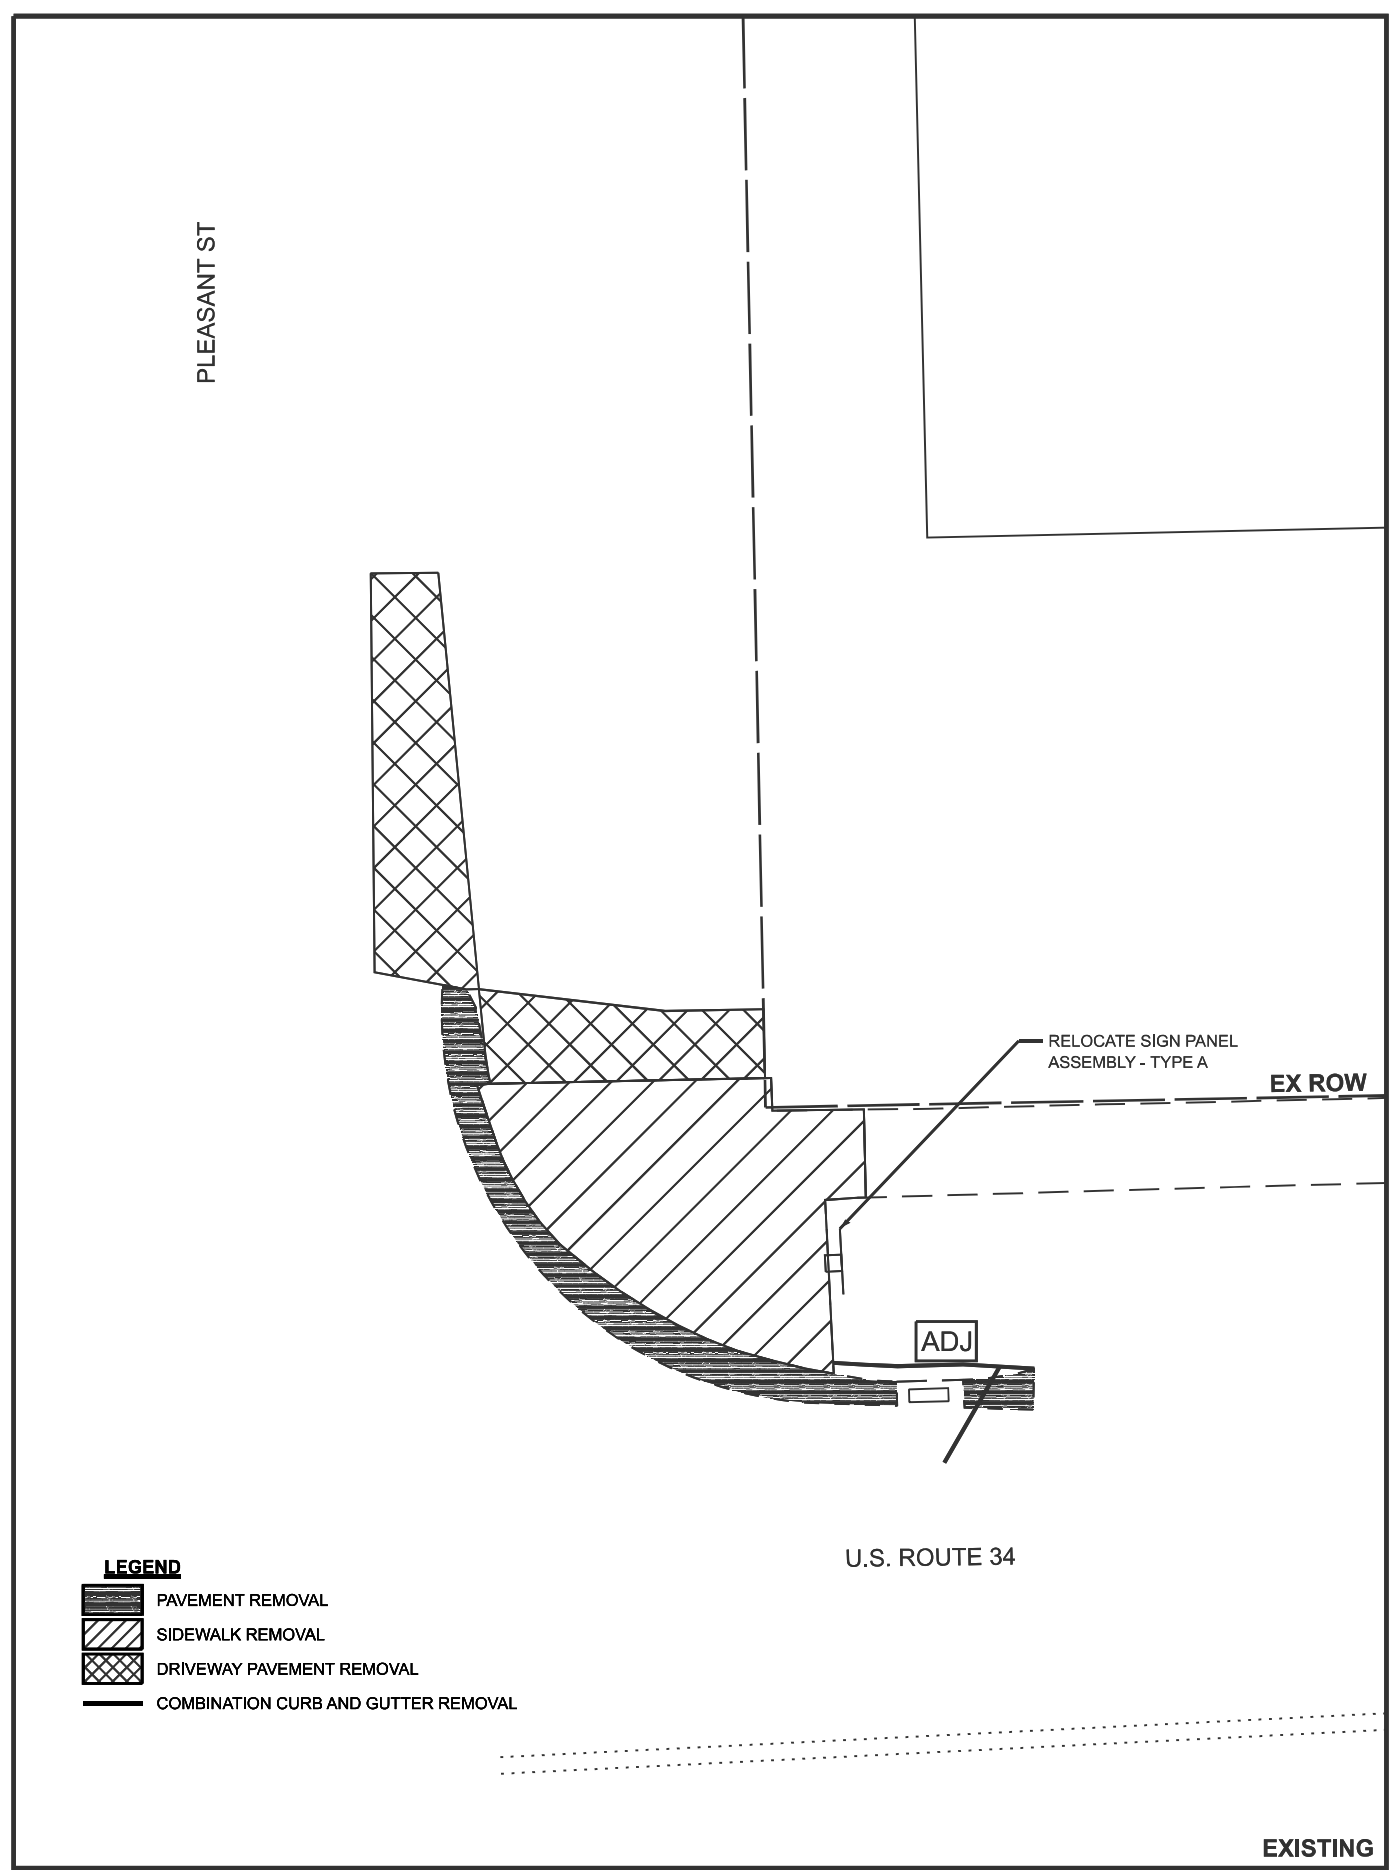 PLEASANT ST
RELOCATE SIGN PANEL
ASSEMBLY - TYPE A
EX ROW
ADJ
U.S. ROUTE 34
LEGEND
PAVEMENT REMOVAL
SIDEWALK REMOVAL
DRIVEWAY PAVEMENT REMOVAL
COMBINATION CURB AND GUTTER REMOVAL
EXISTING